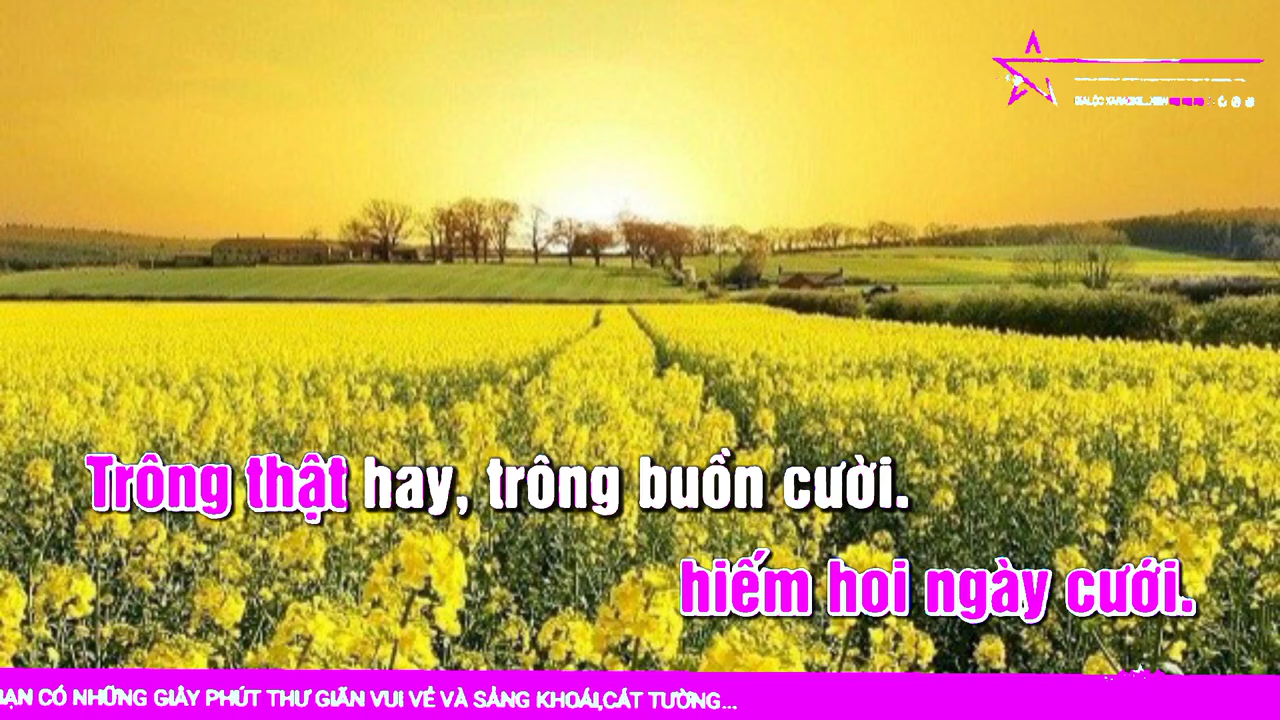 Trông thật hay, trông buồn cười.
hiếm hoi ngày cưới.
CÓ NHỮNG GIÂY PHÚT THƯ GIÃN VUI VẺ VÀ SẢNG KHOÁI,CÁT TƯỜNG...